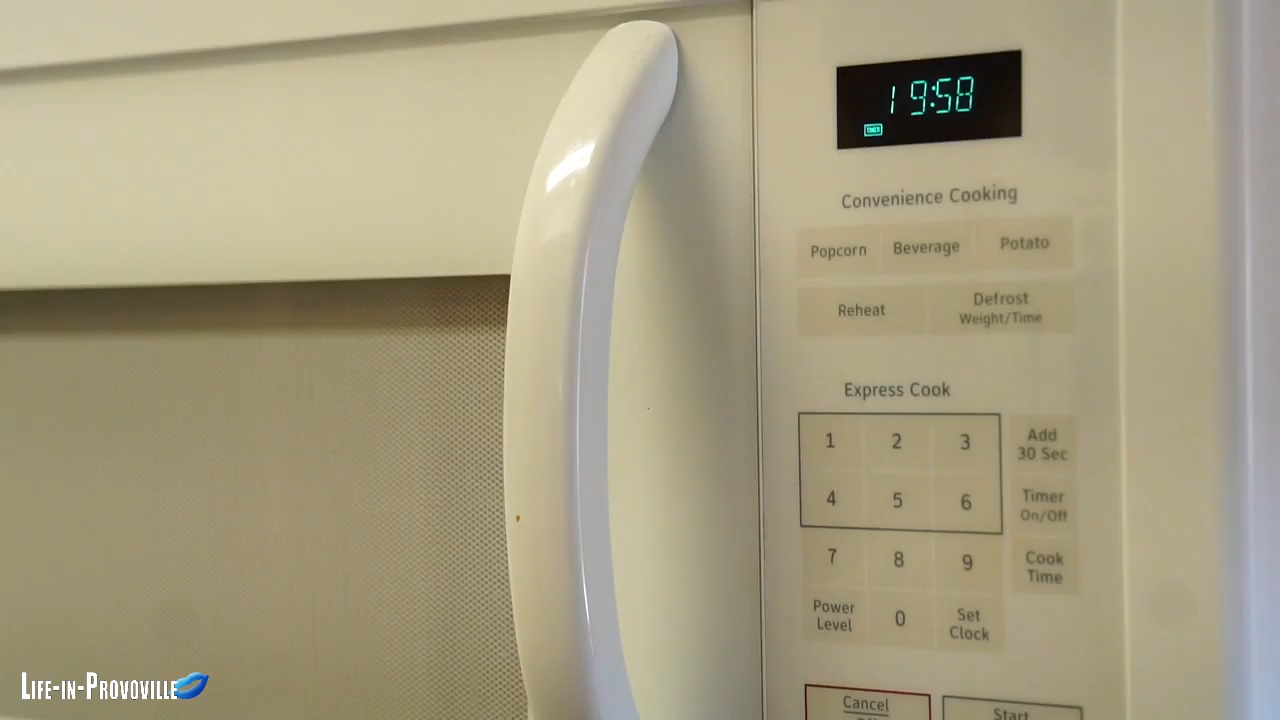 19:58
TIMER
Convenience Cooking
Popcorn Beverage Potato
Reheat Defrost Weight/Time
Express Cook
1 2 3 Add 30 Sec
4 5 6 Timer On/Off
7 8 9 Cook Time
Power Level 0 Set Clock
Cancel Start
LIFE-IN-PROVOVILLE